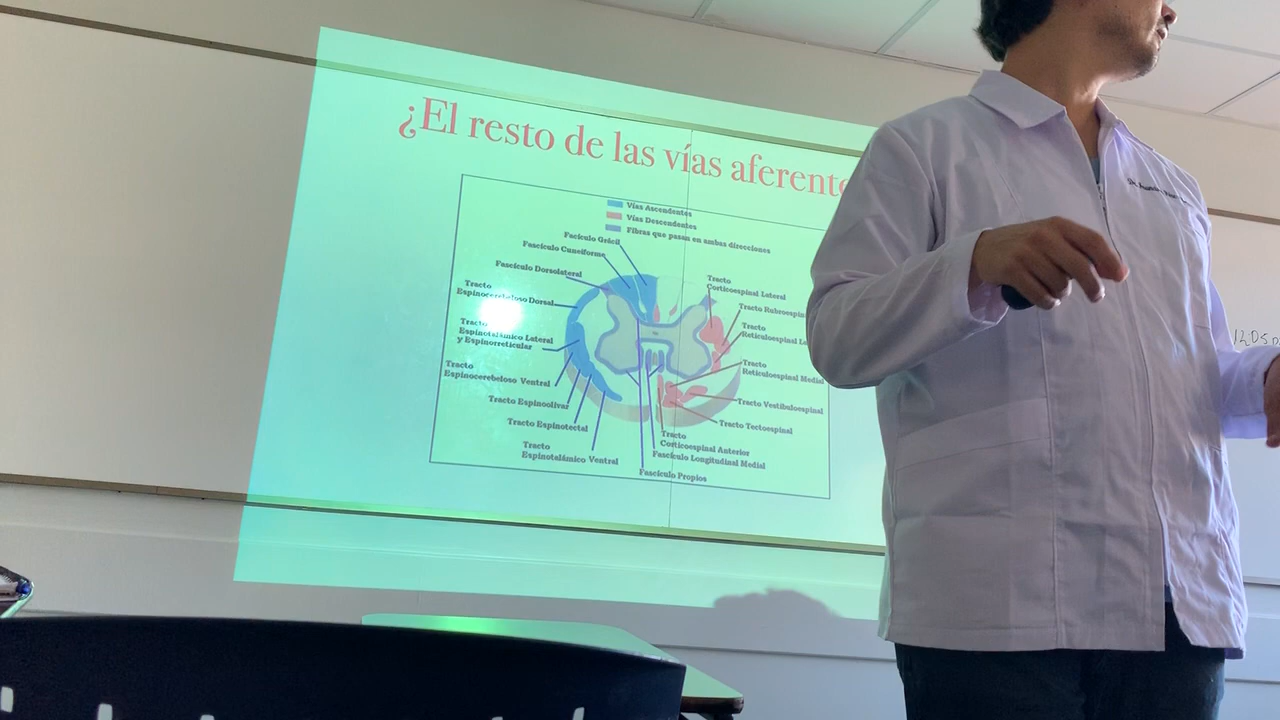 ¿El resto de las vías aferente
Vías Ascendentes
Vías Descendentes
Fibras que pasan en ambas direcciones
Facículo Grácil
Fascículo Cuneiforme
Fascículo Dorsolateral
Tracto
Espinocerebeloso Dorsal
Tracto
Espinotalámico Lateral
y Espinorreticular
Tracto
Espinocerebeloso Ventral
Tracto Espinoolivar
Tracto Espinotectal
Tracto
Espinotalámico Ventral
Tracto
Corticoespinal Lateral
Tracto Rubroespin
Tracto
Reticuloespinal L
Tracto
Reticuloespinal Medial
Tracto Vestibuloespinal
Tracto Tectoespinal
Tracto
Corticoespinal Anterior
Fascículo Longitudinal Medial
Fascículo Propios